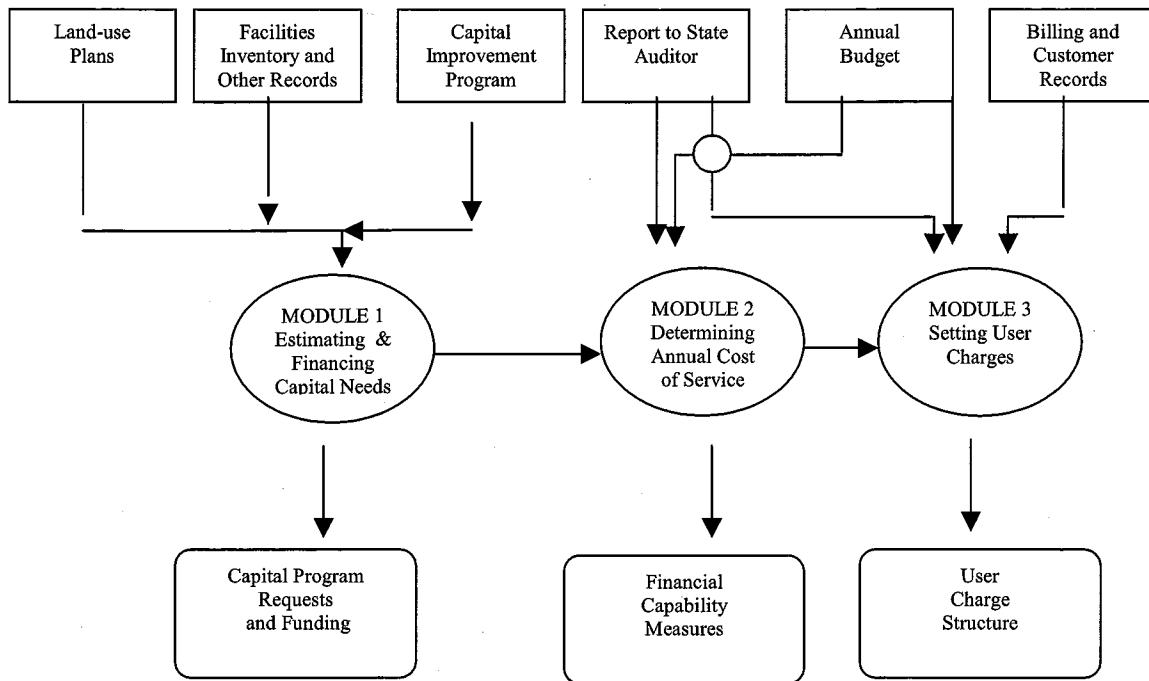 Land-use
Plans
Facilities
Inventory and
Other Records
Capital
Improvement
Program
Report to State
Auditor
Annual
Budget
Billing and
Customer
Records
MODULE 1
Estimating &
Financing
Capital Needs
MODULE 2
Determining
Annual Cost
of Service
MODULE 3
Setting User
Charges
Capital Program
Requests
and Funding
Financial
Capability
Measures
User
Charge
Structure